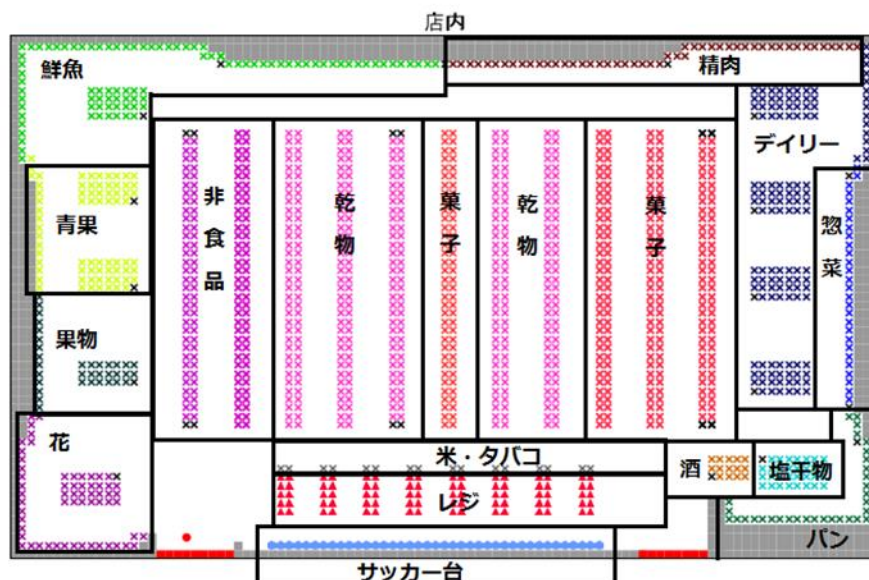 店内
鮮魚
精肉
デイリー
非食品
乾物
菓子
乾物
菓子
惣菜
青果
果物
花
米・タバコ
酒
塩干物
レジ
パン
サッカー台